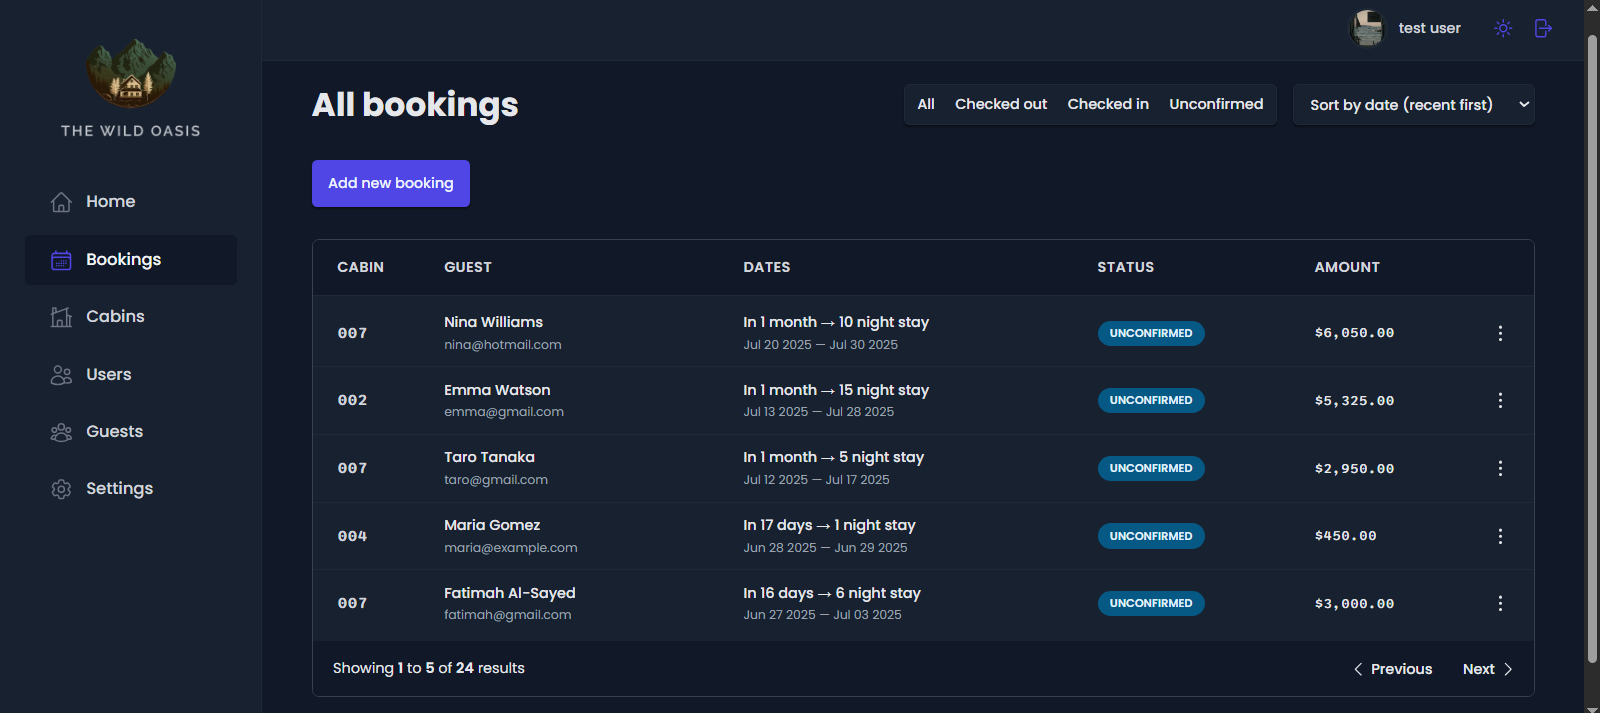 test user
THE WILD OASIS
Home
Bookings
Cabins
Users
Guests
Settings
All bookings
All Checked out Checked in Unconfirmed
Sort by date (recent first)
Add new booking
CABIN GUEST DATES STATUS AMOUNT
007 Nina Williams In 1 month → 10 night stay UNCONFIRMED $6,050.00
nina@hotmail.com Jul 20 2025 — Jul 30 2025
002 Emma Watson In 1 month → 15 night stay UNCONFIRMED $5,325.00
emma@gmail.com Jul 13 2025 — Jul 28 2025
007 Taro Tanaka In 1 month → 5 night stay UNCONFIRMED $2,950.00
taro@gmail.com Jul 12 2025 — Jul 17 2025
004 Maria Gomez In 17 days → 1 night stay UNCONFIRMED $450.00
maria@example.com Jun 28 2025 — Jun 29 2025
007 Fatimah Al-Sayed In 16 days → 6 night stay UNCONFIRMED $3,000.00
fatimah@gmail.com Jun 27 2025 — Jul 03 2025
Showing 1 to 5 of 24 results
Previous Next